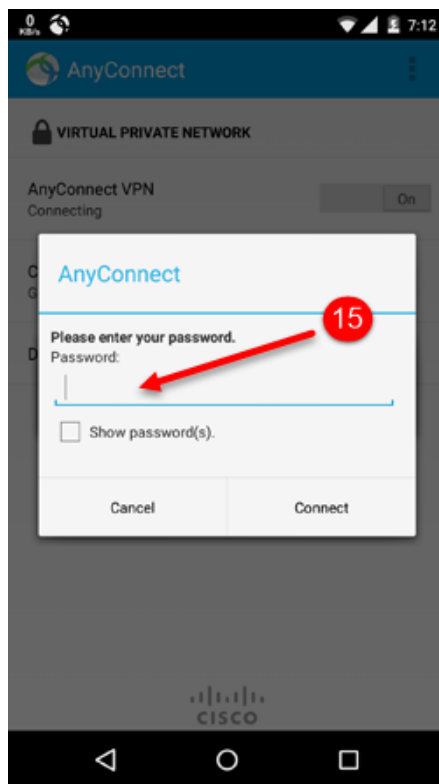 0
KB/s
7:12
AnyConnect
VIRTUAL PRIVATE NETWORK
AnyConnect VPN
On
Connecting
C
G
AnyConnect
15
Please enter your password.
D
Password:
Show password(s).
Cancel
Connect
CISCO